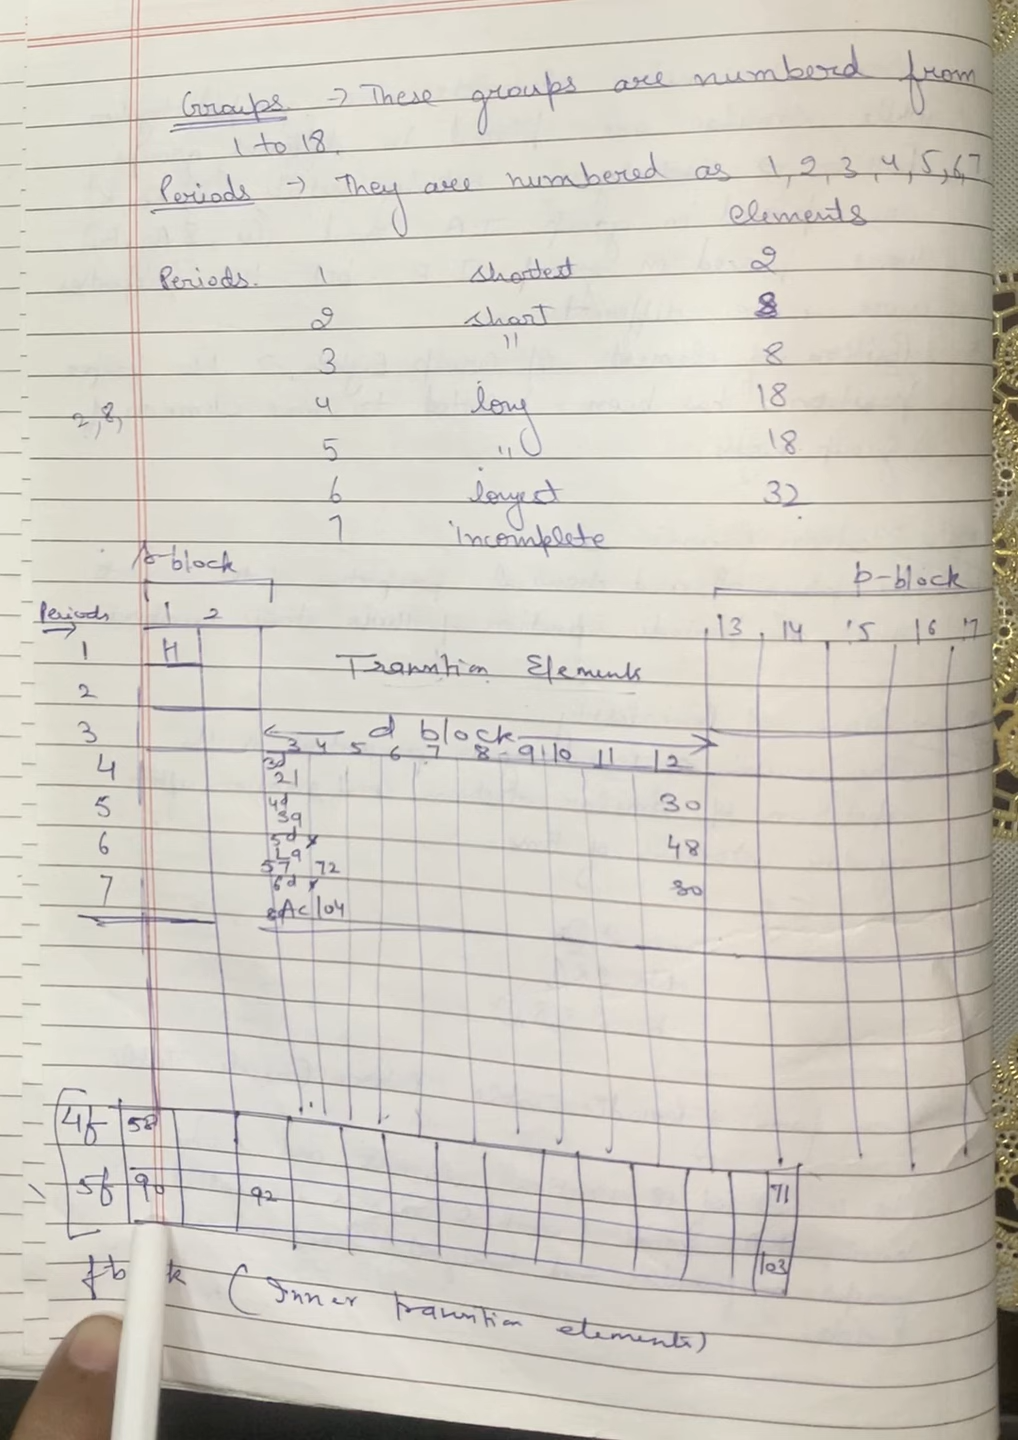 Groups → These groups are numberd from
1 to 18.
Periods → They are numbered as 1, 2, 3, 4, 5, 6, 7
elements
Periods. 1 shortest 2
2 short 8
3 " 8
2, 8, 4 long 18
5 " 18
6 longest 32
7 incomplete
s-block p-block
Periods 1 2 13 14 15 16 17
→
1 H Transition Elements
2
3 d block
3 4 5 6 7 8 9 10 11 12
4 3d
21 30
5 4d
39 48
6 5d
La
57 72 80
7 6d
Ac 104
4f 58 71
5f 90 92 103
(Inner transition elements)